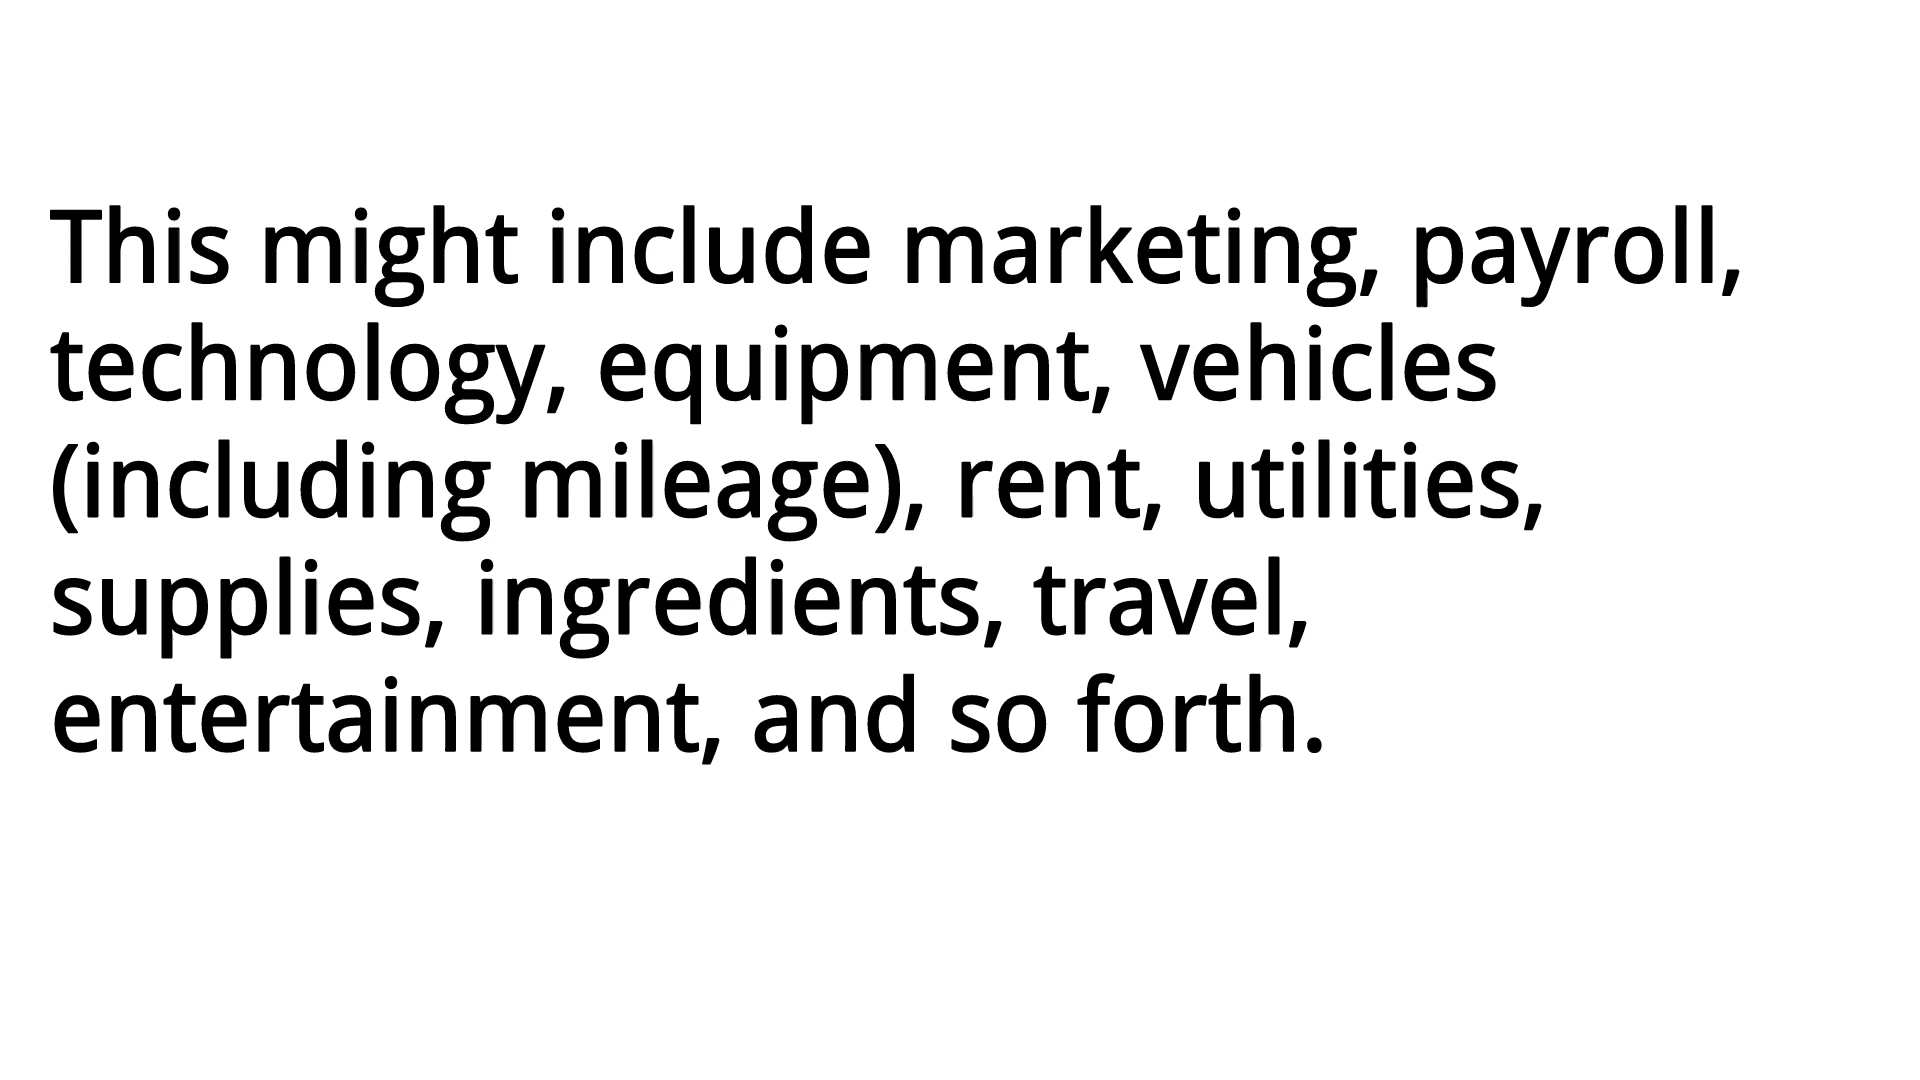 This might include marketing, payroll,
technology, equipment, vehicles
(including mileage), rent, utilities,
supplies, ingredients, travel,
entertainment, and so forth.